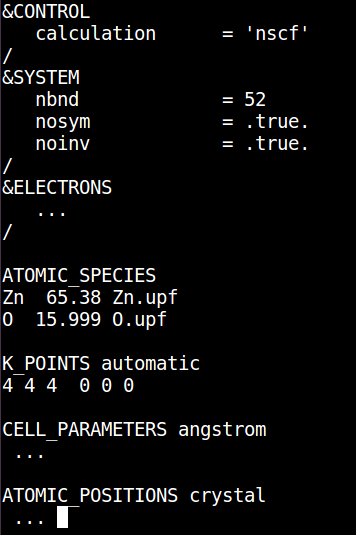 &CONTROL
   calculation      = 'nscf'
/
&SYSTEM
   nbnd             = 52
   nosym            = .true.
   noinv            = .true.
/
&ELECTRONS
   ...
/

ATOMIC_SPECIES
Zn  65.38 Zn.upf
O  15.999 O.upf

K_POINTS automatic
4 4 4  0 0 0

CELL_PARAMETERS angstrom
 ...

ATOMIC_POSITIONS crystal
 ...